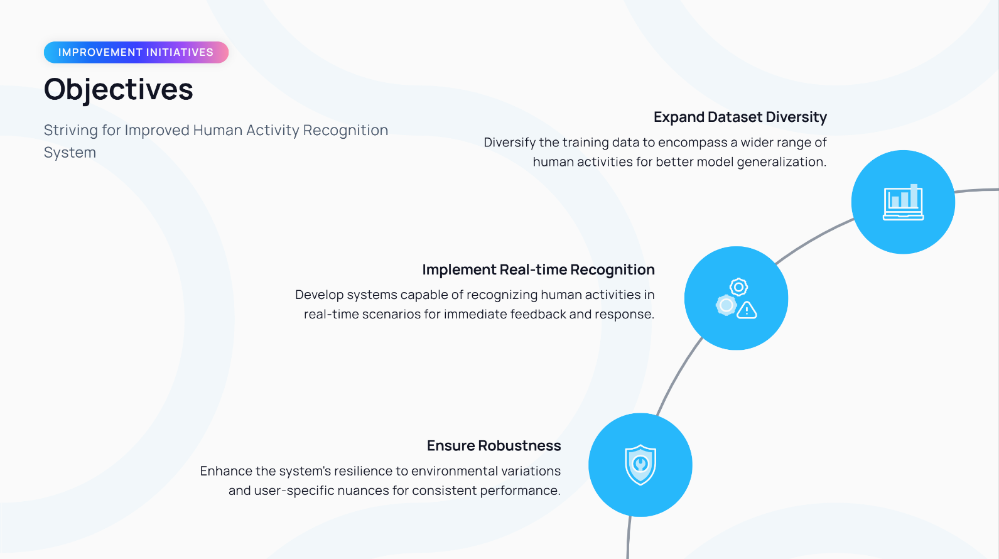 IMPROVEMENT INITIATIVES
Objectives
Striving for Improved Human Activity Recognition
System
Expand Dataset Diversity
Diversify the training data to encompass a wider range of
human activities for better model generalization.
Implement Real-time Recognition
Develop systems capable of recognizing human activities in
real-time scenarios for immediate feedback and response.
Ensure Robustness
Enhance the system's resilience to environmental variations
and user-specific nuances for consistent performance.